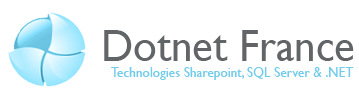 Dotnet France
Technologies Sharepoint, SQL Server & .NET